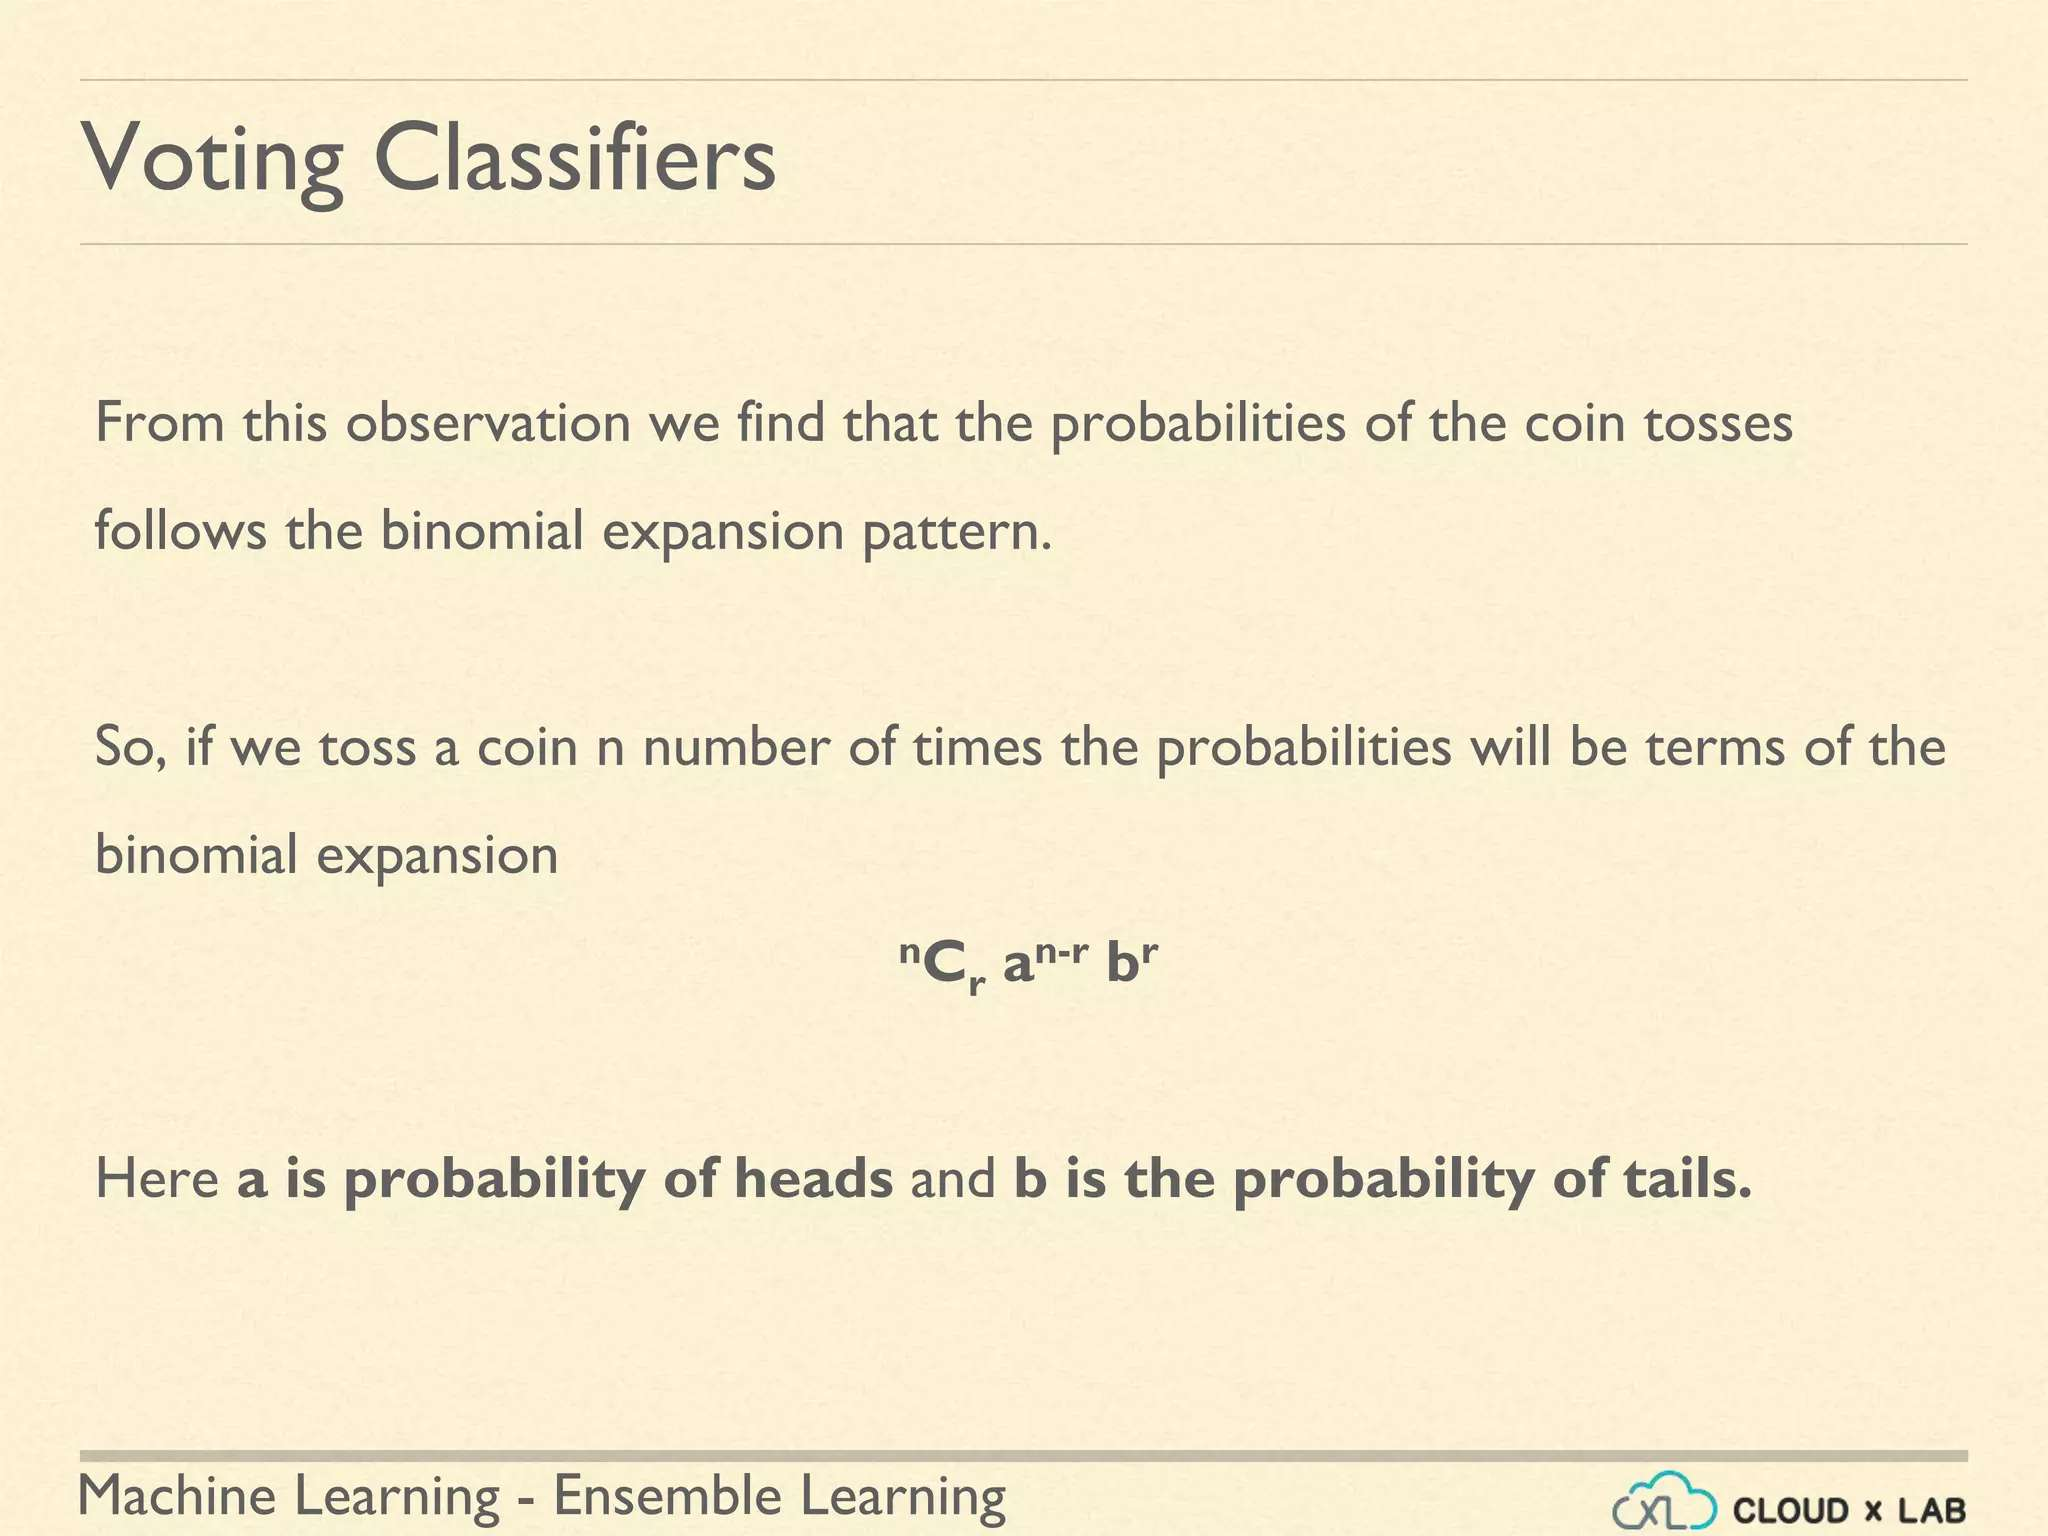 Voting Classifiers
From this observation we find that the probabilities of the coin tosses
follows the binomial expansion pattern.
So, if we toss a coin n number of times the probabilities will be terms of the
binomial expansion
ⁿCᵣ aⁿ⁻ʳ bʳ
Here a is probability of heads and b is the probability of tails.
Machine Learning - Ensemble Learning
CXL CLOUD x LAB